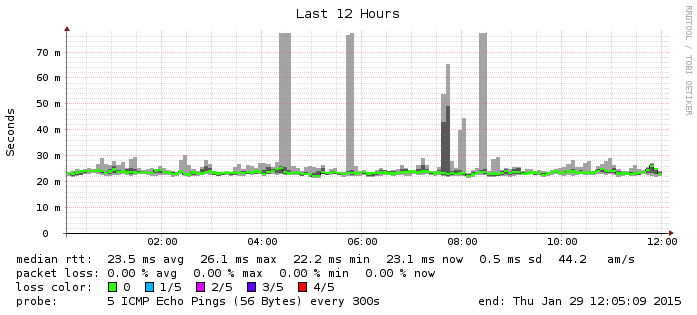 Last 12 Hours
RRDTOOL / TOBI OETIKER
Seconds
70 m
60 m
50 m
40 m
30 m
20 m
10 m
0
02:00 04:00 06:00 08:00 10:00 12:00
median rtt: 23.5 ms avg 26.1 ms max 22.2 ms min 23.1 ms now 0.5 ms sd 44.2 am/s
packet loss: 0.00 % avg 0.00 % max 0.00 % min 0.00 % now
loss color: 0 1/5 2/5 3/5 4/5
probe: 5 ICMP Echo Pings (56 Bytes) every 300s end: Thu Jan 29 12:05:09 2015